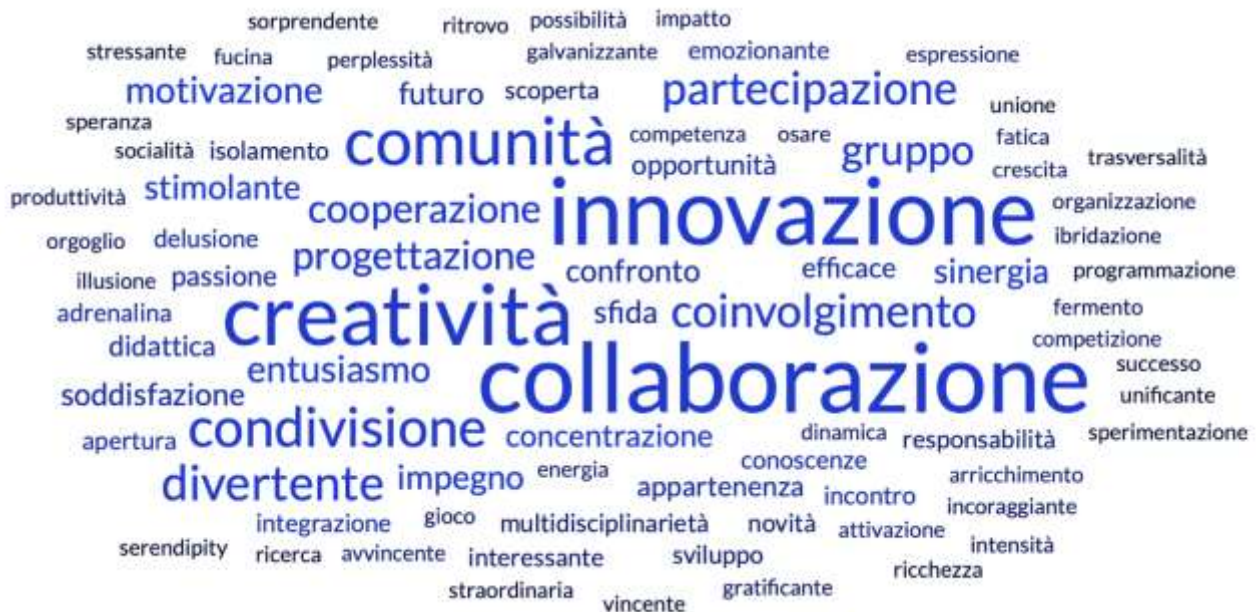 sorprendente ritrovo possibilità impatto
stressante fucina perplessità galvanizzante emozionante espressione
motivazione futuro scoperta partecipazione unione
speranza comunità competenza osare gruppo fatica
socialità isolamento opportunità crescita trasversalità
produttività stimolante cooperazione innovazione organizzazione
orgoglio delusione progettazione confronto efficace sinergia ibridazione
illusione passione programmazione
adrenalina creatività sfida coinvolgimento fermento
didattica entusiasmo collaborazione competizione
soddisfazione successo
unificante
apertura condivisione concentrazione dinamica responsabilità sperimentazione
divertente impegno energia conoscenze arricchimento
appartenenza incontro incoraggiante
integrazione gioco multidisciplinarietà novità attivazione
serendipity ricerca avvincente interessante sviluppo intensità
straordinaria gratificante ricchezza
vincente